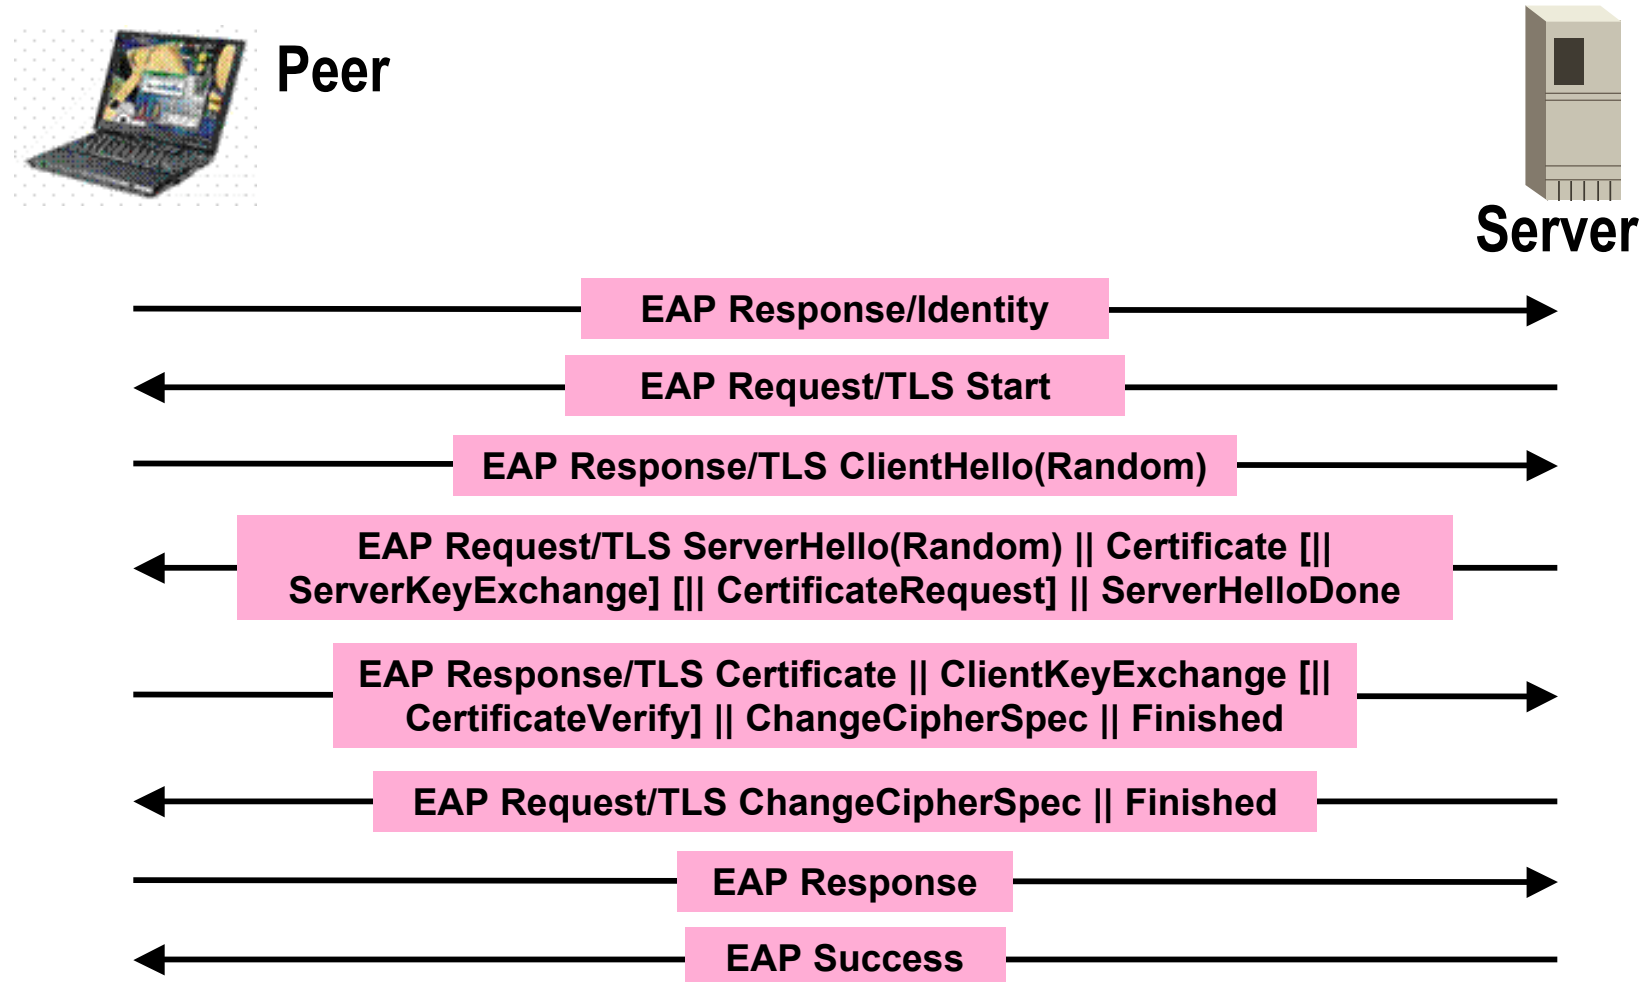 Peer
Server
EAP Response/Identity
EAP Request/TLS Start
EAP Response/TLS ClientHello(Random)
EAP Request/TLS ServerHello(Random) || Certificate [||
ServerKeyExchange] [|| CertificateRequest] || ServerHelloDone
EAP Response/TLS Certificate || ClientKeyExchange [||
CertificateVerify] || ChangeCipherSpec || Finished
EAP Request/TLS ChangeCipherSpec || Finished
EAP Response
EAP Success